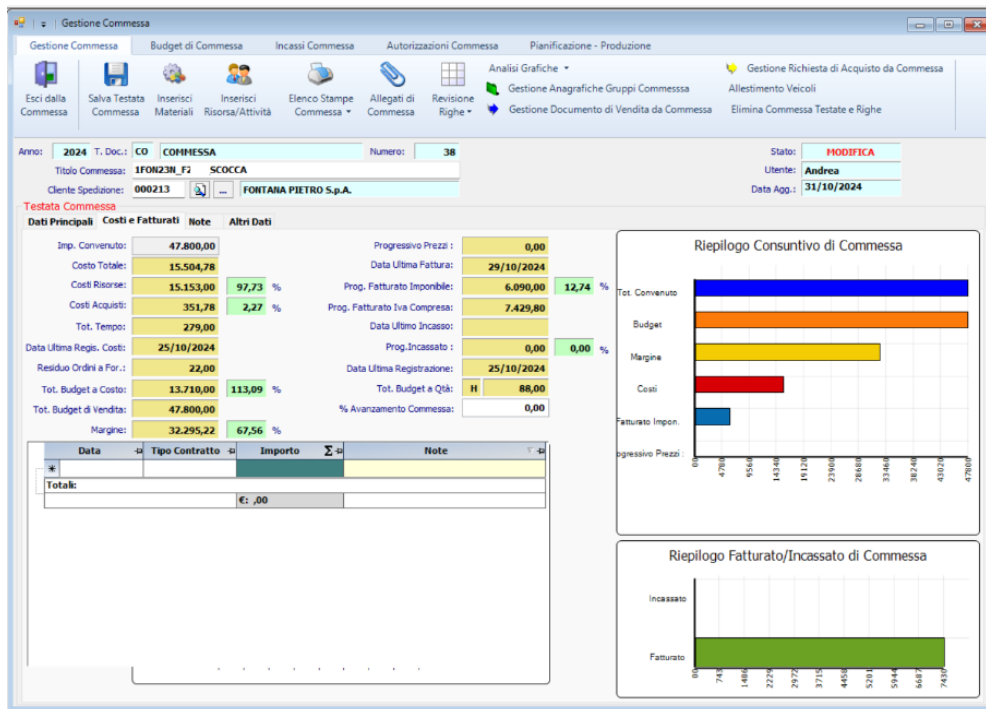 Gestione Commessa
Gestione Commessa Budget di Commessa Incassi Commessa Autorizzazioni Commessa Pianificazione - Produzione
Esci dalla Commessa
Salva Testata Commessa
Inserisci Materiali
Inserisci Risorsa/Attività
Elenco Stampe Commessa
Allegati di Commessa
Revisione Righe
Analisi Grafiche
Gestione Anagrafiche Gruppi Commesssa
Gestione Documento di Vendita da Commessa
Gestione Richiesta di Acquisto da Commessa
Allestimento Veicoli
Elimina Commessa Testate e Righe
Anno: 2024 T. Doc.: CO COMMESSA Numero: 38 Stato: MODIFICA
Titolo Commessa: 1FON23N_F2 SCOCCA Utente: Andrea
Cliente Spedizione: 000213 ... FONTANA PIETRO S.p.A. Data Agg.: 31/10/2024
Testata Commessa
Dati Principali Costi e Fatturati Note Altri Dati
Imp. Convenuto: 47.800,00
Costo Totale: 15.504,78
Costi Risorse: 15.153,00 97,73 %
Costi Acquisti: 351,78 2,27 %
Tot. Tempo: 279,00
Data Ultima Regis. Costi: 25/10/2024
Residuo Ordini a For.: 22,00
Tot. Budget a Costo: 13.710,00 113,09 %
Tot. Budget di Vendita: 47.800,00
Margine: 32.295,22 67,56 %
Progressivo Prezzi : 0,00
Data Ultima Fattura: 29/10/2024
Prog. Fatturato Imponibile: 6.090,00 12,74 %
Prog. Fatturato Iva Compresa: 7.429,80
Data Ultimo Incasso:
Prog.Incassato : 0,00 0,00 %
Data Ultima Registrazione: 25/10/2024
Tot. Budget a Qtà: H 88,00
% Avanzamento Commessa: 0,00
Data Tipo Contratto Importo Σ Note
Totali:
€: ,00
Riepilogo Consuntivo di Commessa
Tot. Convenuto
Budget
Margine
Costi
Fatturato Impon.
ogressivo Prezzi :
00 4780 9560 14340 19120 23900 28680 33460 38240 43020 47800
Riepilogo Fatturato/Incassato di Commessa
Incassato
Fatturato
00 743 1486 2229 2972 3715 4458 5201 5944 6687 7430